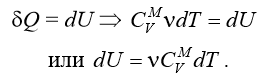 δQ = dU ⇒ C_V^M νdT = dU
или dU = νC_V^M dT .